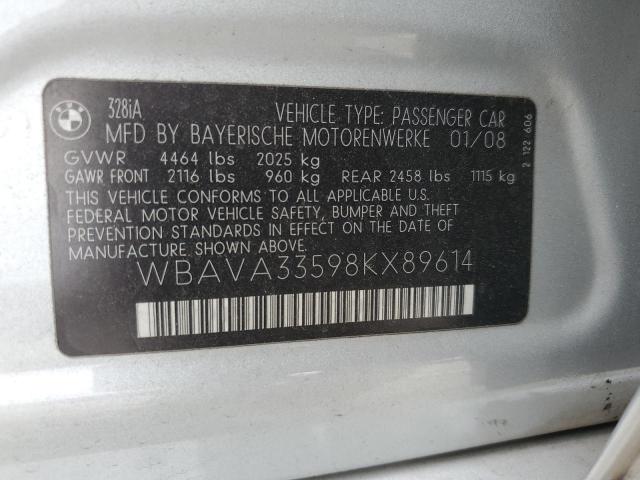 BMW
328iA VEHICLE TYPE: PASSENGER CAR
MFD BY BAYERISCHE MOTORENWERKE 01/08
GVWR 4464 lbs 2025 kg
GAWR FRONT 2116 lbs 960 kg REAR 2458 lbs 1115 kg
THIS VEHICLE CONFORMS TO ALL APPLICABLE U.S.
FEDERAL MOTOR VEHICLE SAFETY, BUMPER AND THEFT
PREVENTION STANDARDS IN EFFECT ON THE DATE OF
MANUFACTURE SHOWN ABOVE.
WBAVA33598KX89614
2 122 606